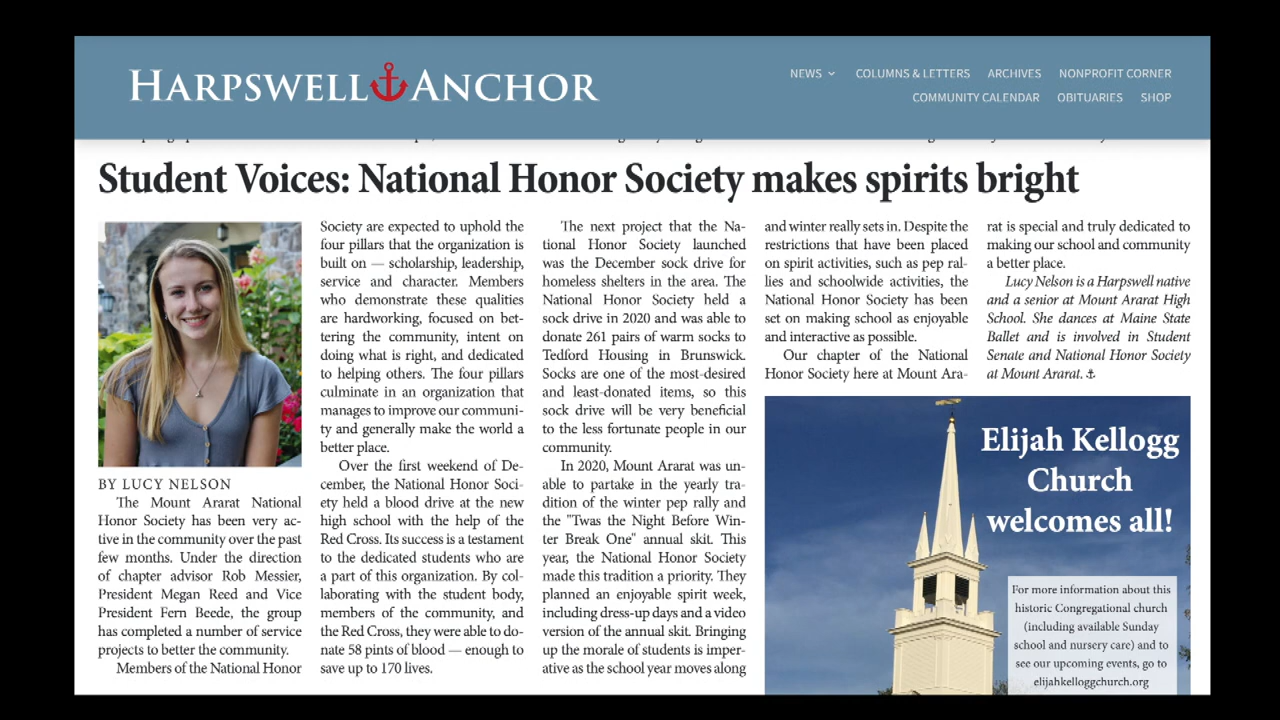 HARPSWELL ANCHOR
NEWS
COLUMNS & LETTERS
ARCHIVES
NONPROFIT CORNER
COMMUNITY CALENDAR
OBITUARIES
SHOP
Student Voices: National Honor Society makes spirits bright
BY LUCY NELSON
The Mount Ararat National
Honor Society has been very ac-
tive in the community over the past
few months. Under the direction
of chapter advisor Rob Messier,
President Megan Reed and Vice
President Fern Beede, the group
has completed a number of service
projects to better the community.
Members of the National Honor
Society are expected to uphold the
four pillars that the organization is
built on — scholarship, leadership,
service and character. Members
who demonstrate these qualities
are hardworking, focused on bet-
tering the community, intent on
doing what is right, and dedicated
to helping others. The four pillars
culminate in an organization that
manages to improve our communi-
ty and generally make the world a
better place.
Over the first weekend of De-
cember, the National Honor Soci-
ety held a blood drive at the new
high school with the help of the
Red Cross. Its success is a testament
to the dedicated students who are
a part of this organization. By col-
laborating with the student body,
members of the community, and
the Red Cross, they were able to do-
nate 58 pints of blood — enough to
save up to 170 lives.
The next project that the Na-
tional Honor Society launched
was the December sock drive for
homeless shelters in the area. The
National Honor Society held a
sock drive in 2020 and was able to
donate 261 pairs of warm socks to
Tedford Housing in Brunswick.
Socks are one of the most-desired
and least-donated items, so this
sock drive will be very beneficial
to the less fortunate people in our
community.
In 2020, Mount Ararat was un-
able to partake in the yearly tra-
dition of the winter pep rally and
the "Twas the Night Before Win-
ter Break One" annual skit. This
year, the National Honor Society
made this tradition a priority. They
planned an enjoyable spirit week,
including dress-up days and a video
version of the annual skit. Bringing
up the morale of students is imper-
ative as the school year moves along
and winter really sets in. Despite the
restrictions that have been placed
on spirit activities, such as pep ral-
lies and schoolwide activities, the
National Honor Society has been
set on making school as enjoyable
and interactive as possible.
Our chapter of the National
Honor Society here at Mount Ara-
rat is special and truly dedicated to
making our school and community
a better place.
Lucy Nelson is a Harpswell native
and a senior at Mount Ararat High
School. She dances at Maine State
Ballet and is involved in Student
Senate and National Honor Society
at Mount Ararat.
Elijah Kellogg
Church
welcomes all!
For more information about this
historic Congregational church
(including available Sunday
school and nursery care) and to
see our upcoming events, go to
elijahkelloggchurch.org